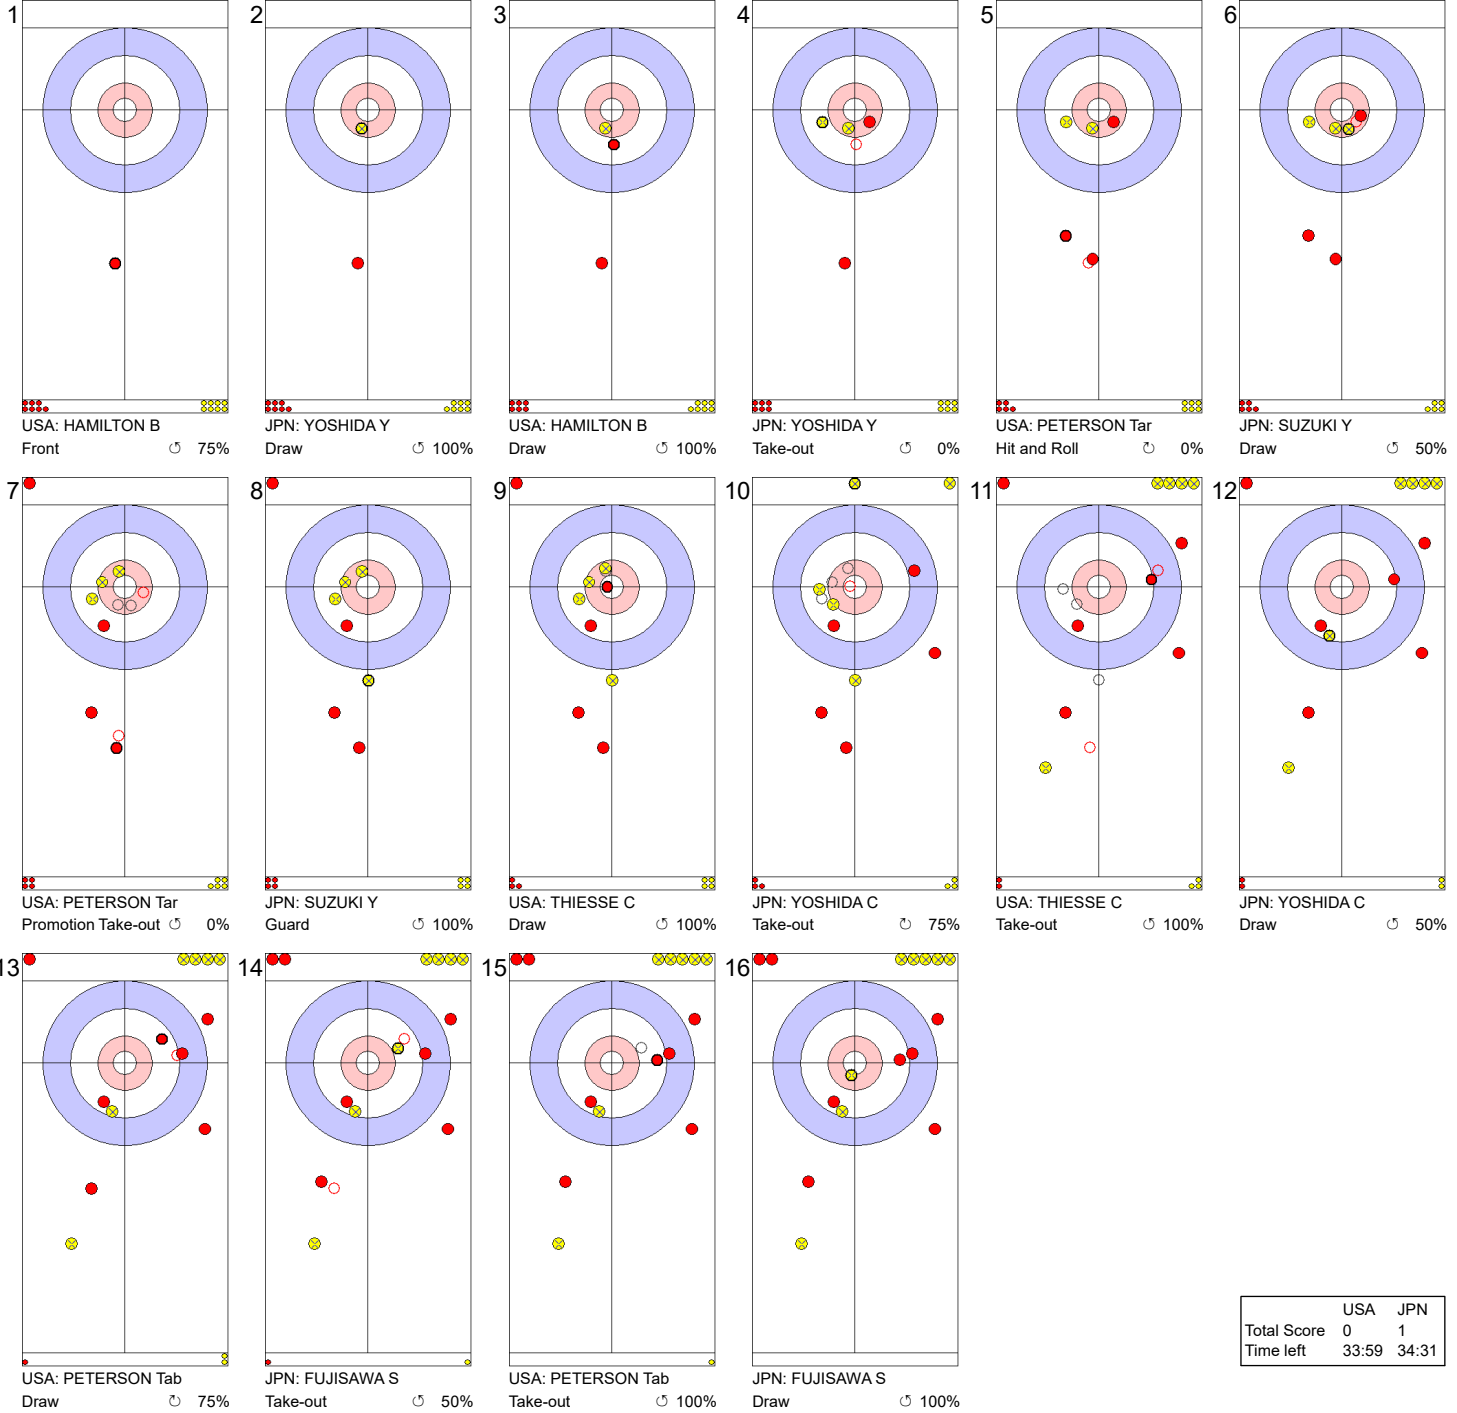 1
USA: HAMILTON B
Front ↺ 75%
2
JPN: YOSHIDA Y
Draw ↺ 100%
3
USA: HAMILTON B
Draw ↺ 100%
4
JPN: YOSHIDA Y
Take-out ↺ 0%
5
USA: PETERSON Tar
Hit and Roll ↻ 0%
6
JPN: SUZUKI Y
Draw ↺ 50%
7
USA: PETERSON Tar
Promotion Take-out ↺ 0%
8
JPN: SUZUKI Y
Guard ↺ 100%
9
USA: THIESSE C
Draw ↺ 100%
10
JPN: YOSHIDA C
Take-out ↻ 75%
11
USA: THIESSE C
Take-out ↺ 100%
12
JPN: YOSHIDA C
Draw ↺ 50%
13
USA: PETERSON Tab
Draw ↻ 75%
14
JPN: FUJISAWA S
Take-out ↺ 50%
15
USA: PETERSON Tab
Take-out ↺ 100%
16
JPN: FUJISAWA S
Draw ↺ 100%
USA JPN
Total Score 0 1
Time left 33:59 34:31